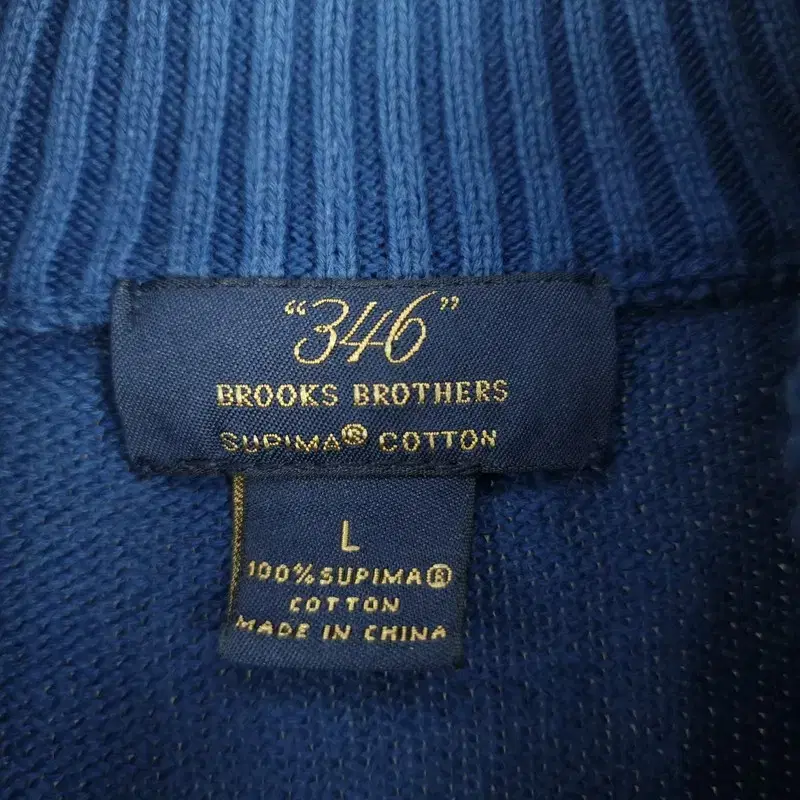 "346"
BROOKS BROTHERS
SUPIMA® COTTON
L
100% SUPIMA®
COTTON
MADE IN CHINA